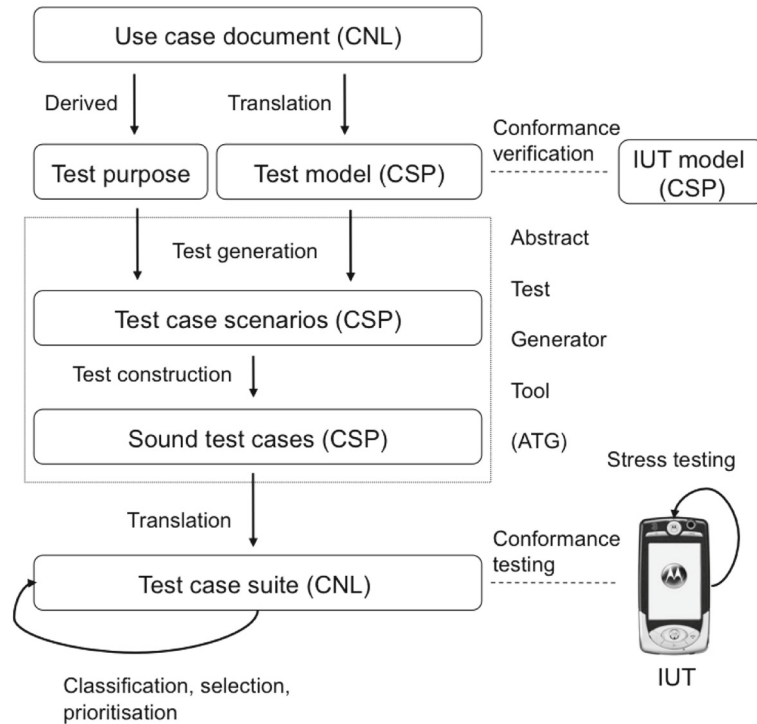 Use case document (CNL)
Derived
Translation
Conformance
verification
Test purpose
Test model (CSP)
IUT model
(CSP)
Test generation
Abstract
Test
Generator
Tool
(ATG)
Test case scenarios (CSP)
Test construction
Sound test cases (CSP)
Stress testing
Translation
Conformance
testing
Test case suite (CNL)
IUT
Classification, selection,
prioritisation